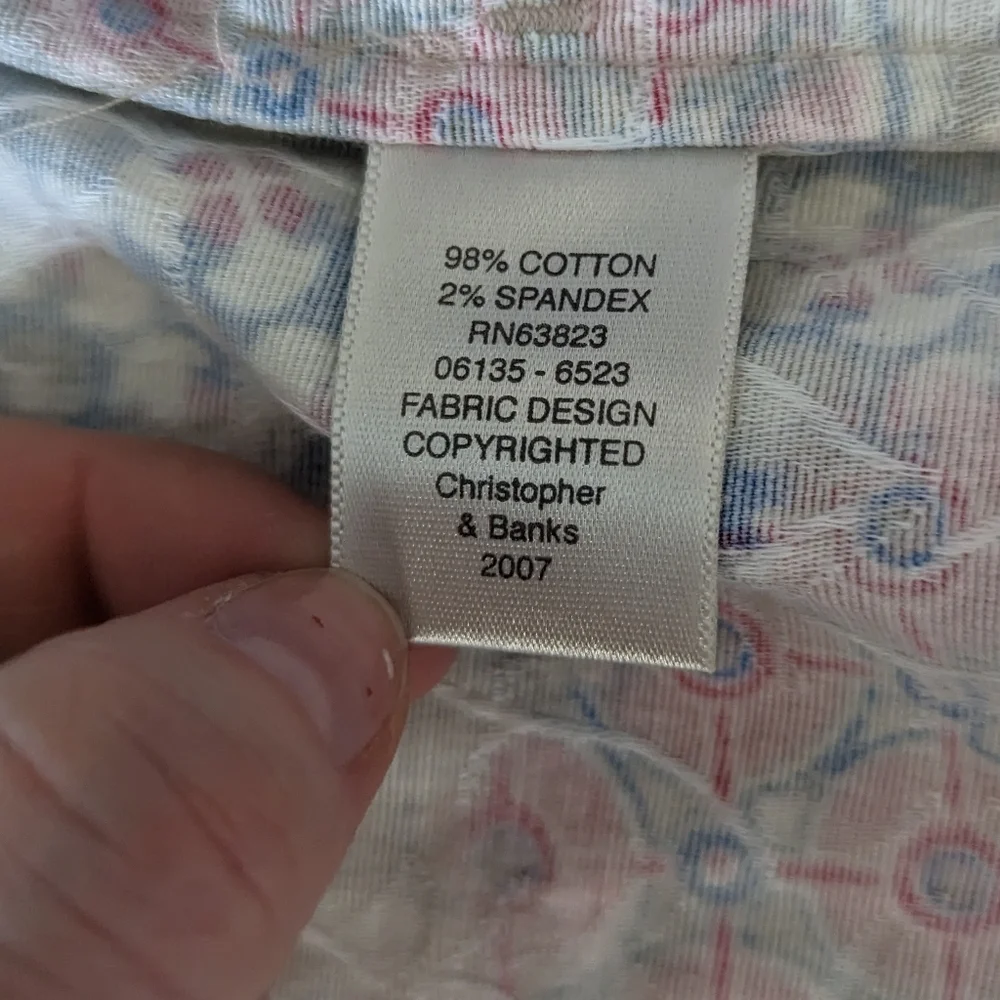 98% COTTON
2% SPANDEX
RN63823
06135 - 6523
FABRIC DESIGN
COPYRIGHTED
Christopher
& Banks
2007